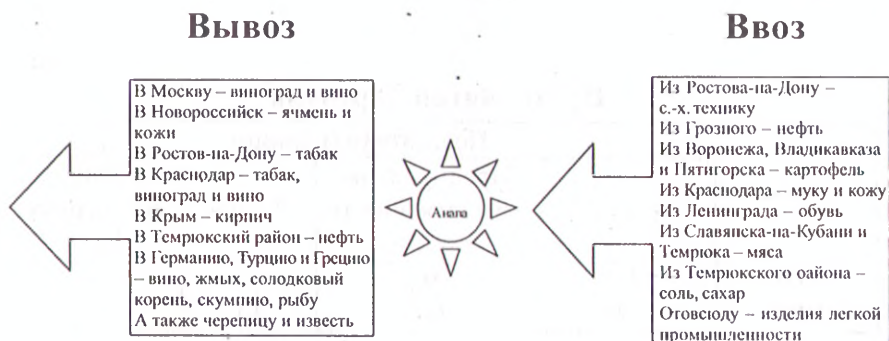 Вывоз
В Москву – виноград и вино
В Новороссийск – ячмень и
кожи
В Ростов-на-Дону – табак
В Краснодар – табак,
виноград и вино
В Крым – кирпич
В Темрюкский район – нефть
В Германию, Турцию и Грецию
– вино, жмых, солодковый
корень, скумпию, рыбу
А также черепицу и известь
Анапа
Ввоз
Из Ростова-на-Дону –
с.-х. технику
Из Грозного – нефть
Из Воронежа, Владикавказа
и Пятигорска – картофель
Из Краснодара – муку и кожу
Из Ленинграда – обувь
Из Славянска-на-Кубани и
Темрюка – мяса
Из Темрюкского оайона –
соль, сахар
Отовсюду – изделия легкой
промышленности